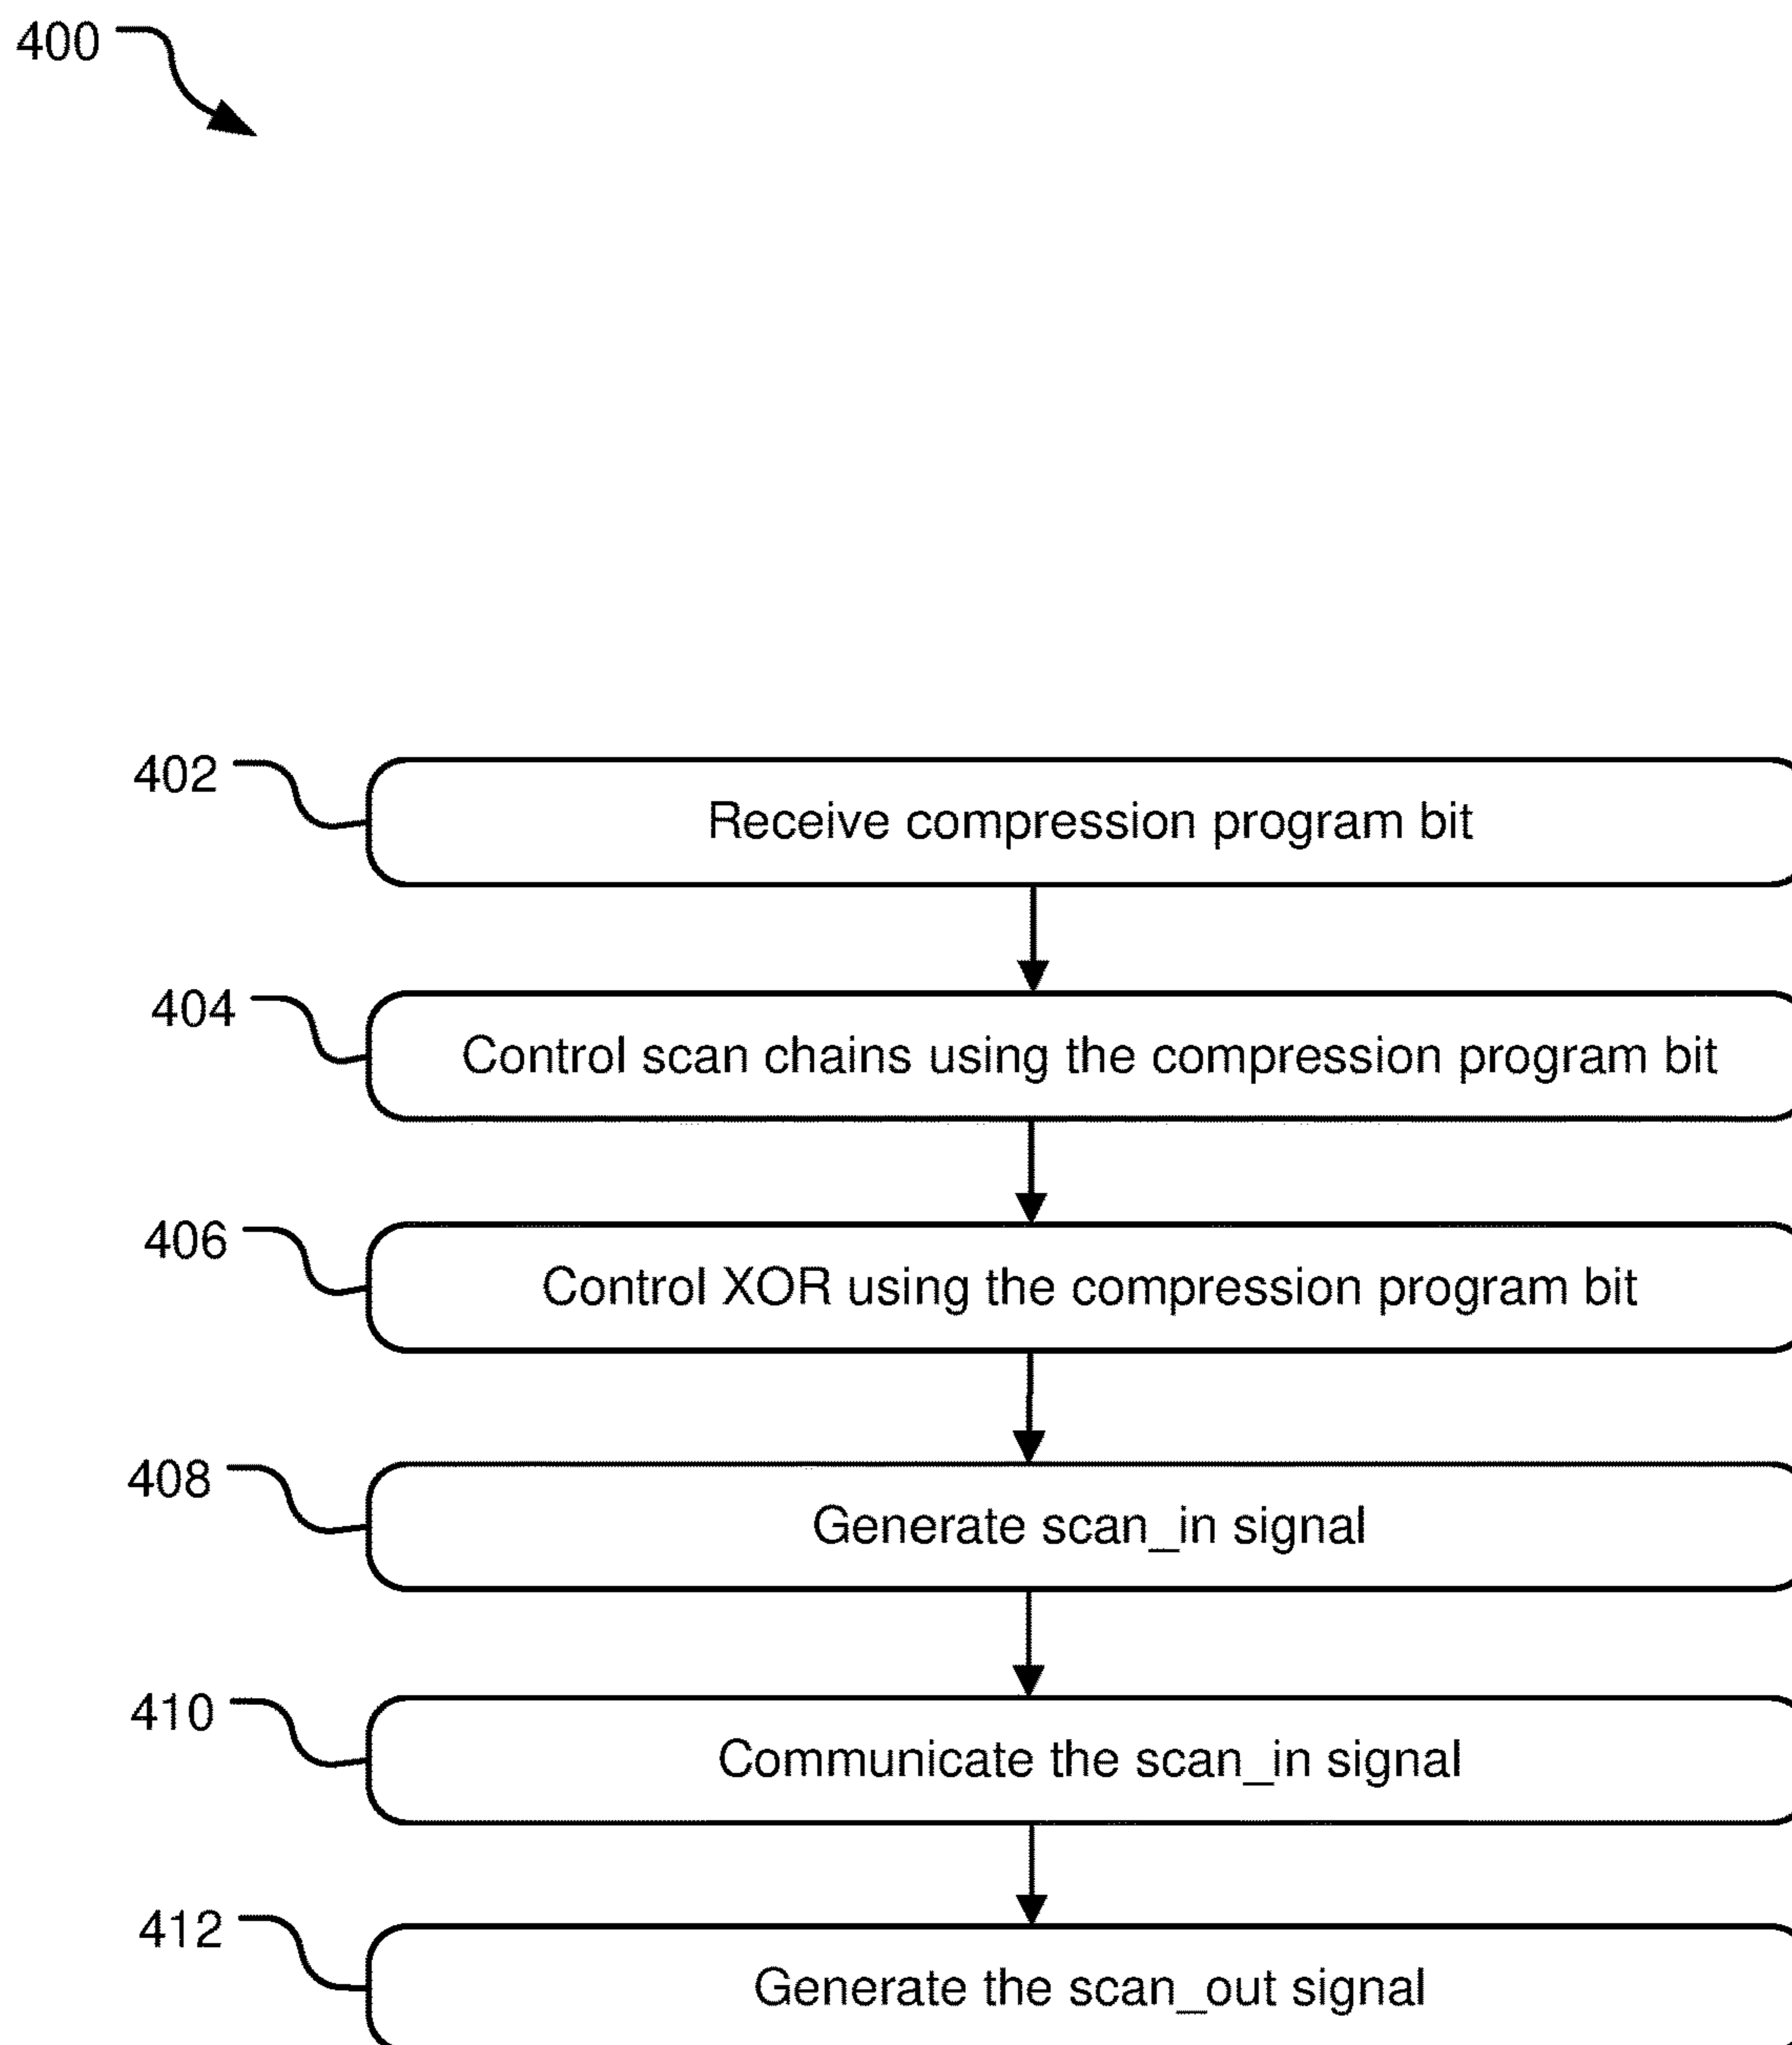 400
402
Receive compression program bit
404
Control scan chains using the compression program bit
406
Control XOR using the compression program bit
408
Generate scan_in signal
410
Communicate the scan_in signal
412
Generate the scan_out signal